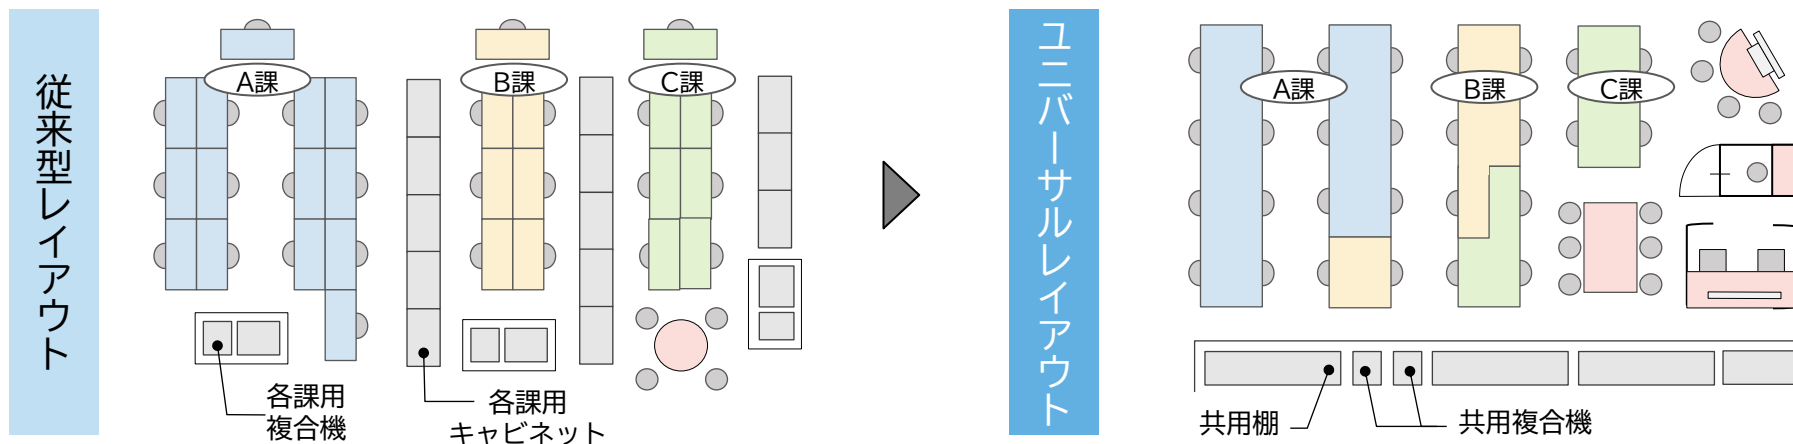 従来型レイアウト
A課
B課
C課
各課用
複合機
各課用
キャビネット
ユニバーサルレイアウト
A課
B課
C課
共用棚
共用複合機